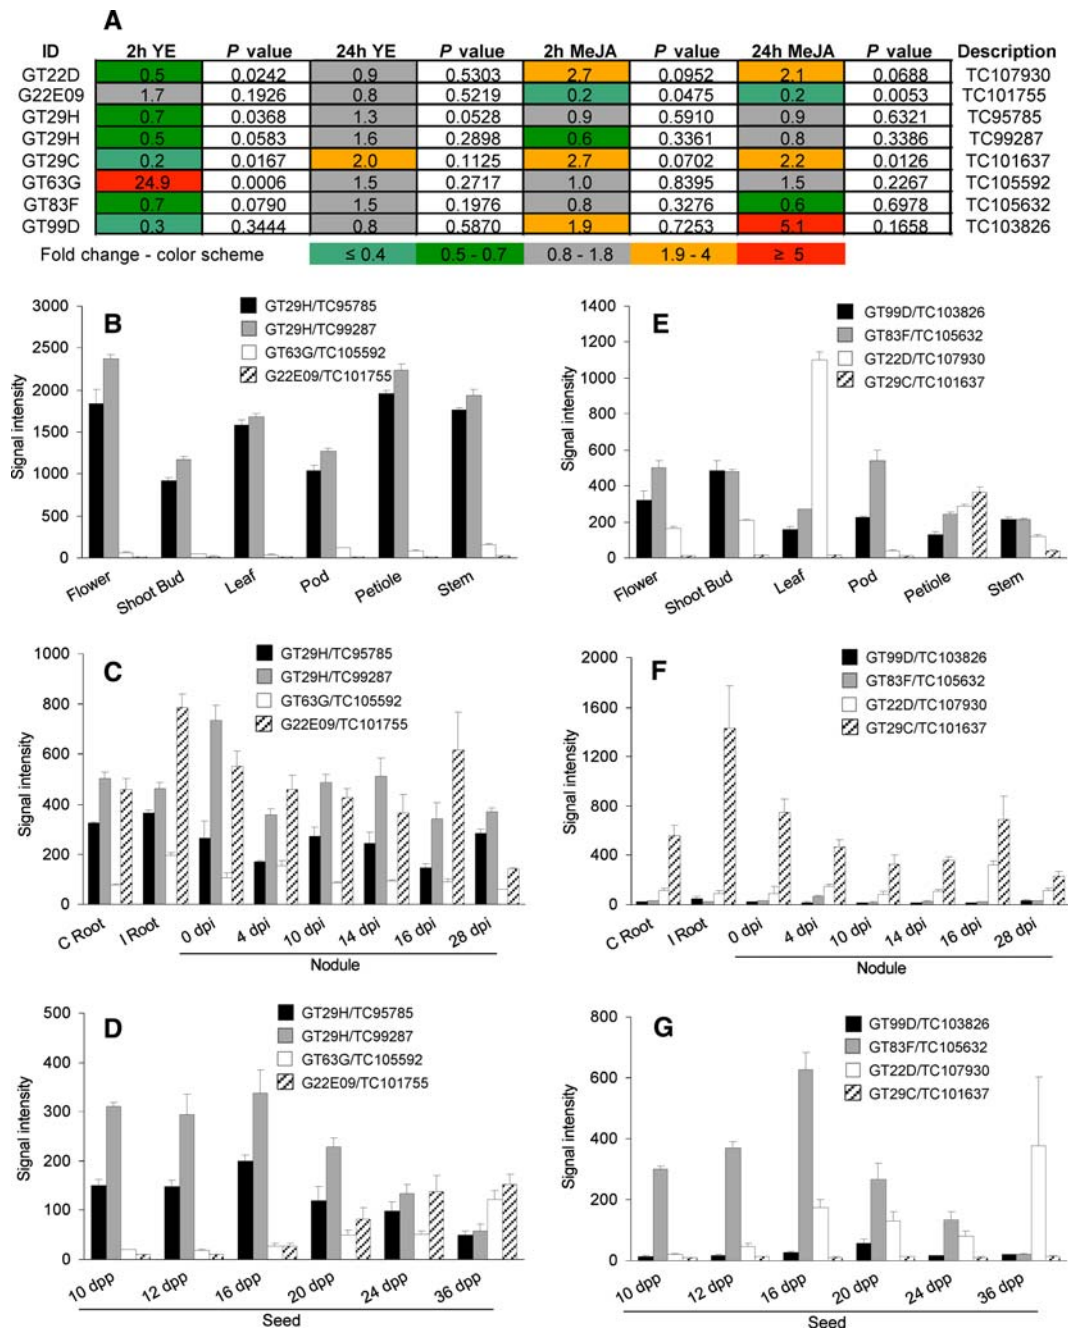 A
ID 2h YE P value 24h YE P value 2h MeJA P value 24h MeJA P value Description
GT22D 0.5 0.0242 0.9 0.5303 2.7 0.0952 2.1 0.0688 TC107930
G22E09 1.7 0.1926 0.8 0.5219 0.2 0.0475 0.2 0.0053 TC101755
GT29H 0.7 0.0368 1.3 0.0528 0.9 0.5910 0.9 0.6321 TC95785
GT29H 0.5 0.0583 1.6 0.2898 0.6 0.3361 0.8 0.3386 TC99287
GT29C 0.2 0.0167 2.0 0.1125 2.7 0.0702 2.2 0.0126 TC101637
GT63G 24.9 0.0006 1.5 0.2717 1.0 0.8395 1.5 0.2267 TC105592
GT83F 0.7 0.0790 1.5 0.1976 0.8 0.3276 0.6 0.6978 TC105632
GT99D 0.3 0.3444 0.8 0.5870 1.9 0.7253 5.1 0.1658 TC103826
Fold change - color scheme ≤ 0.4 0.5 - 0.7 0.8 - 1.8 1.9 - 4 ≥ 5
B
GT29H/TC95785
GT29H/TC99287
GT63G/TC105592
G22E09/TC101755
Signal intensity
3000
2500
2000
1500
1000
500
0
Flower Shoot Bud Leaf Pod Petiole Stem
E
GT99D/TC103826
GT83F/TC105632
GT22D/TC107930
GT29C/TC101637
Signal intensity
1400
1200
1000
800
600
400
200
0
Flower Shoot Bud Leaf Pod Petiole Stem
C
GT29H/TC95785
GT29H/TC99287
GT63G/TC105592
G22E09/TC101755
Signal intensity
1000
800
600
400
200
0
C Root I Root 0 dpi 4 dpi 10 dpi 14 dpi 16 dpi 28 dpi
Nodule
F
GT99D/TC103826
GT83F/TC105632
GT22D/TC107930
GT29C/TC101637
Signal intensity
2000
1600
1200
800
400
0
C Root I Root 0 dpi 4 dpi 10 dpi 14 dpi 16 dpi 28 dpi
Nodule
D
GT29H/TC95785
GT29H/TC99287
GT63G/TC105592
G22E09/TC101755
Signal intensity
500
400
300
200
100
0
10 dpp 12 dpp 16 dpp 20 dpp 24 dpp 36 dpp
Seed
G
GT99D/TC103826
GT83F/TC105632
GT22D/TC107930
GT29C/TC101637
Signal intensity
800
600
400
200
0
10 dpp 12 dpp 16 dpp 20 dpp 24 dpp 36 dpp
Seed